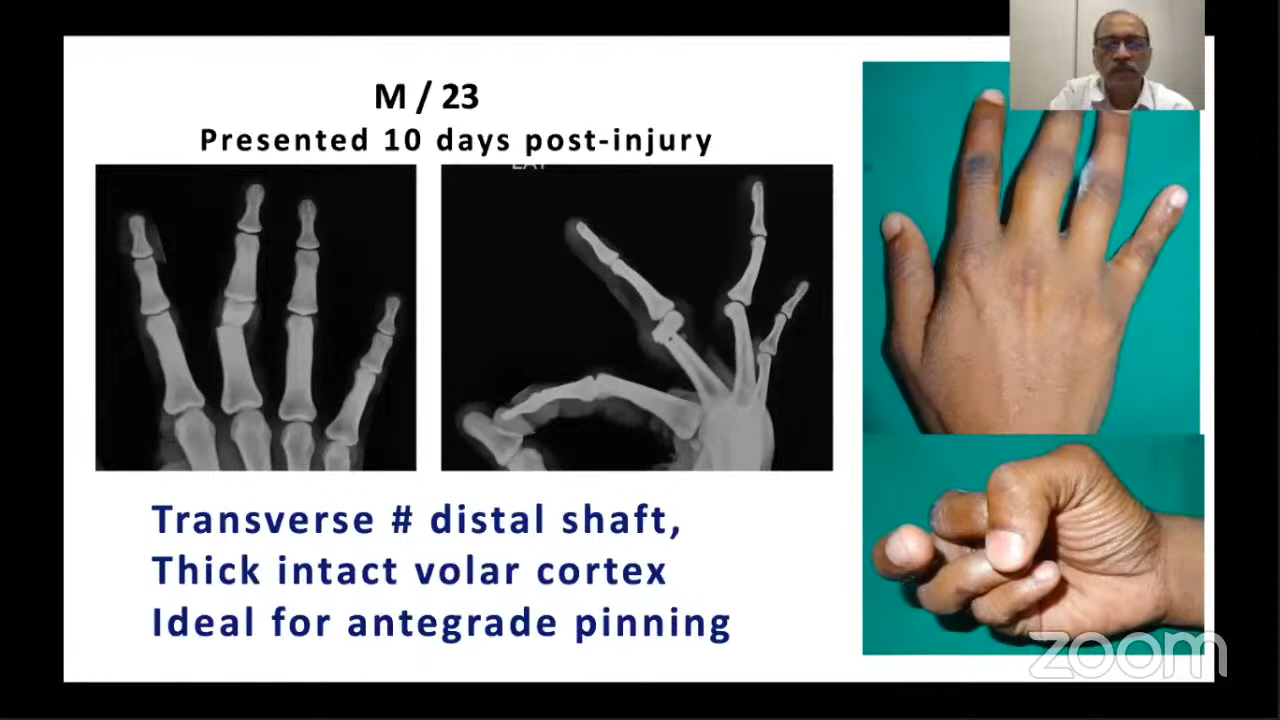 M / 23
Presented 10 days post-injury
Transverse # distal shaft,
Thick intact volar cortex
Ideal for antegrade pinning
zoom